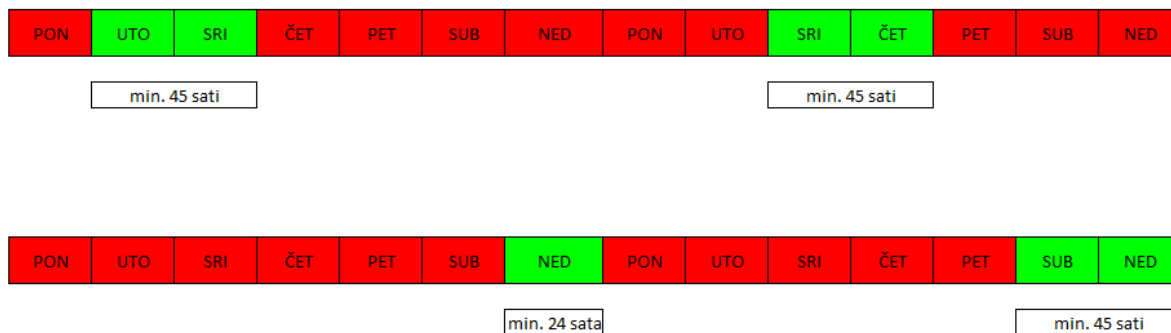 PON UTO SRI ČET PET SUB NED PON UTO SRI ČET PET SUB NED
min. 45 sati min. 45 sati
PON UTO SRI ČET PET SUB NED PON UTO SRI ČET PET SUB NED
min. 24 sata min. 45 sati